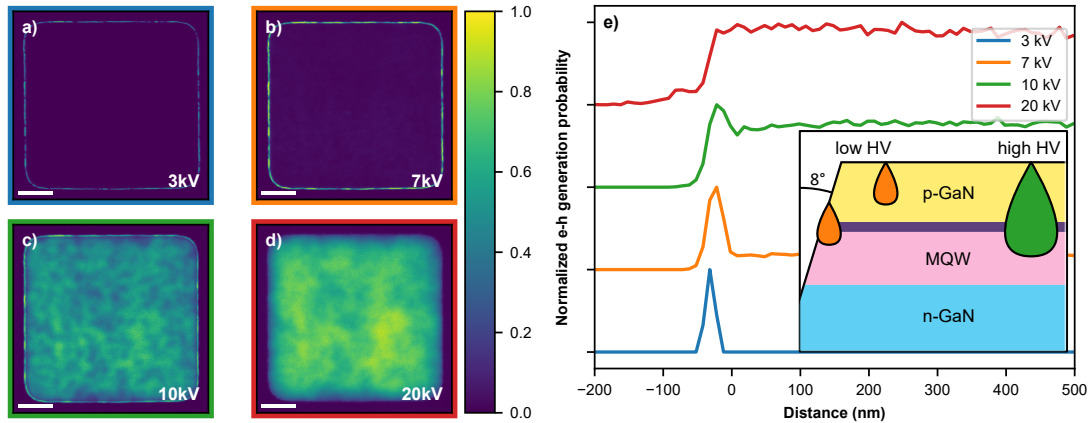 a)
3kV
b)
7kV
c)
10kV
d)
20kV
1.0
0.8
0.6
0.4
0.2
0.0
e)
Normalized e-h generation probability
3 kV
7 kV
10 kV
20 kV
low HV
high HV
8°
p-GaN
MQW
n-GaN
−200
−100
0
100
200
300
400
500
Distance (nm)